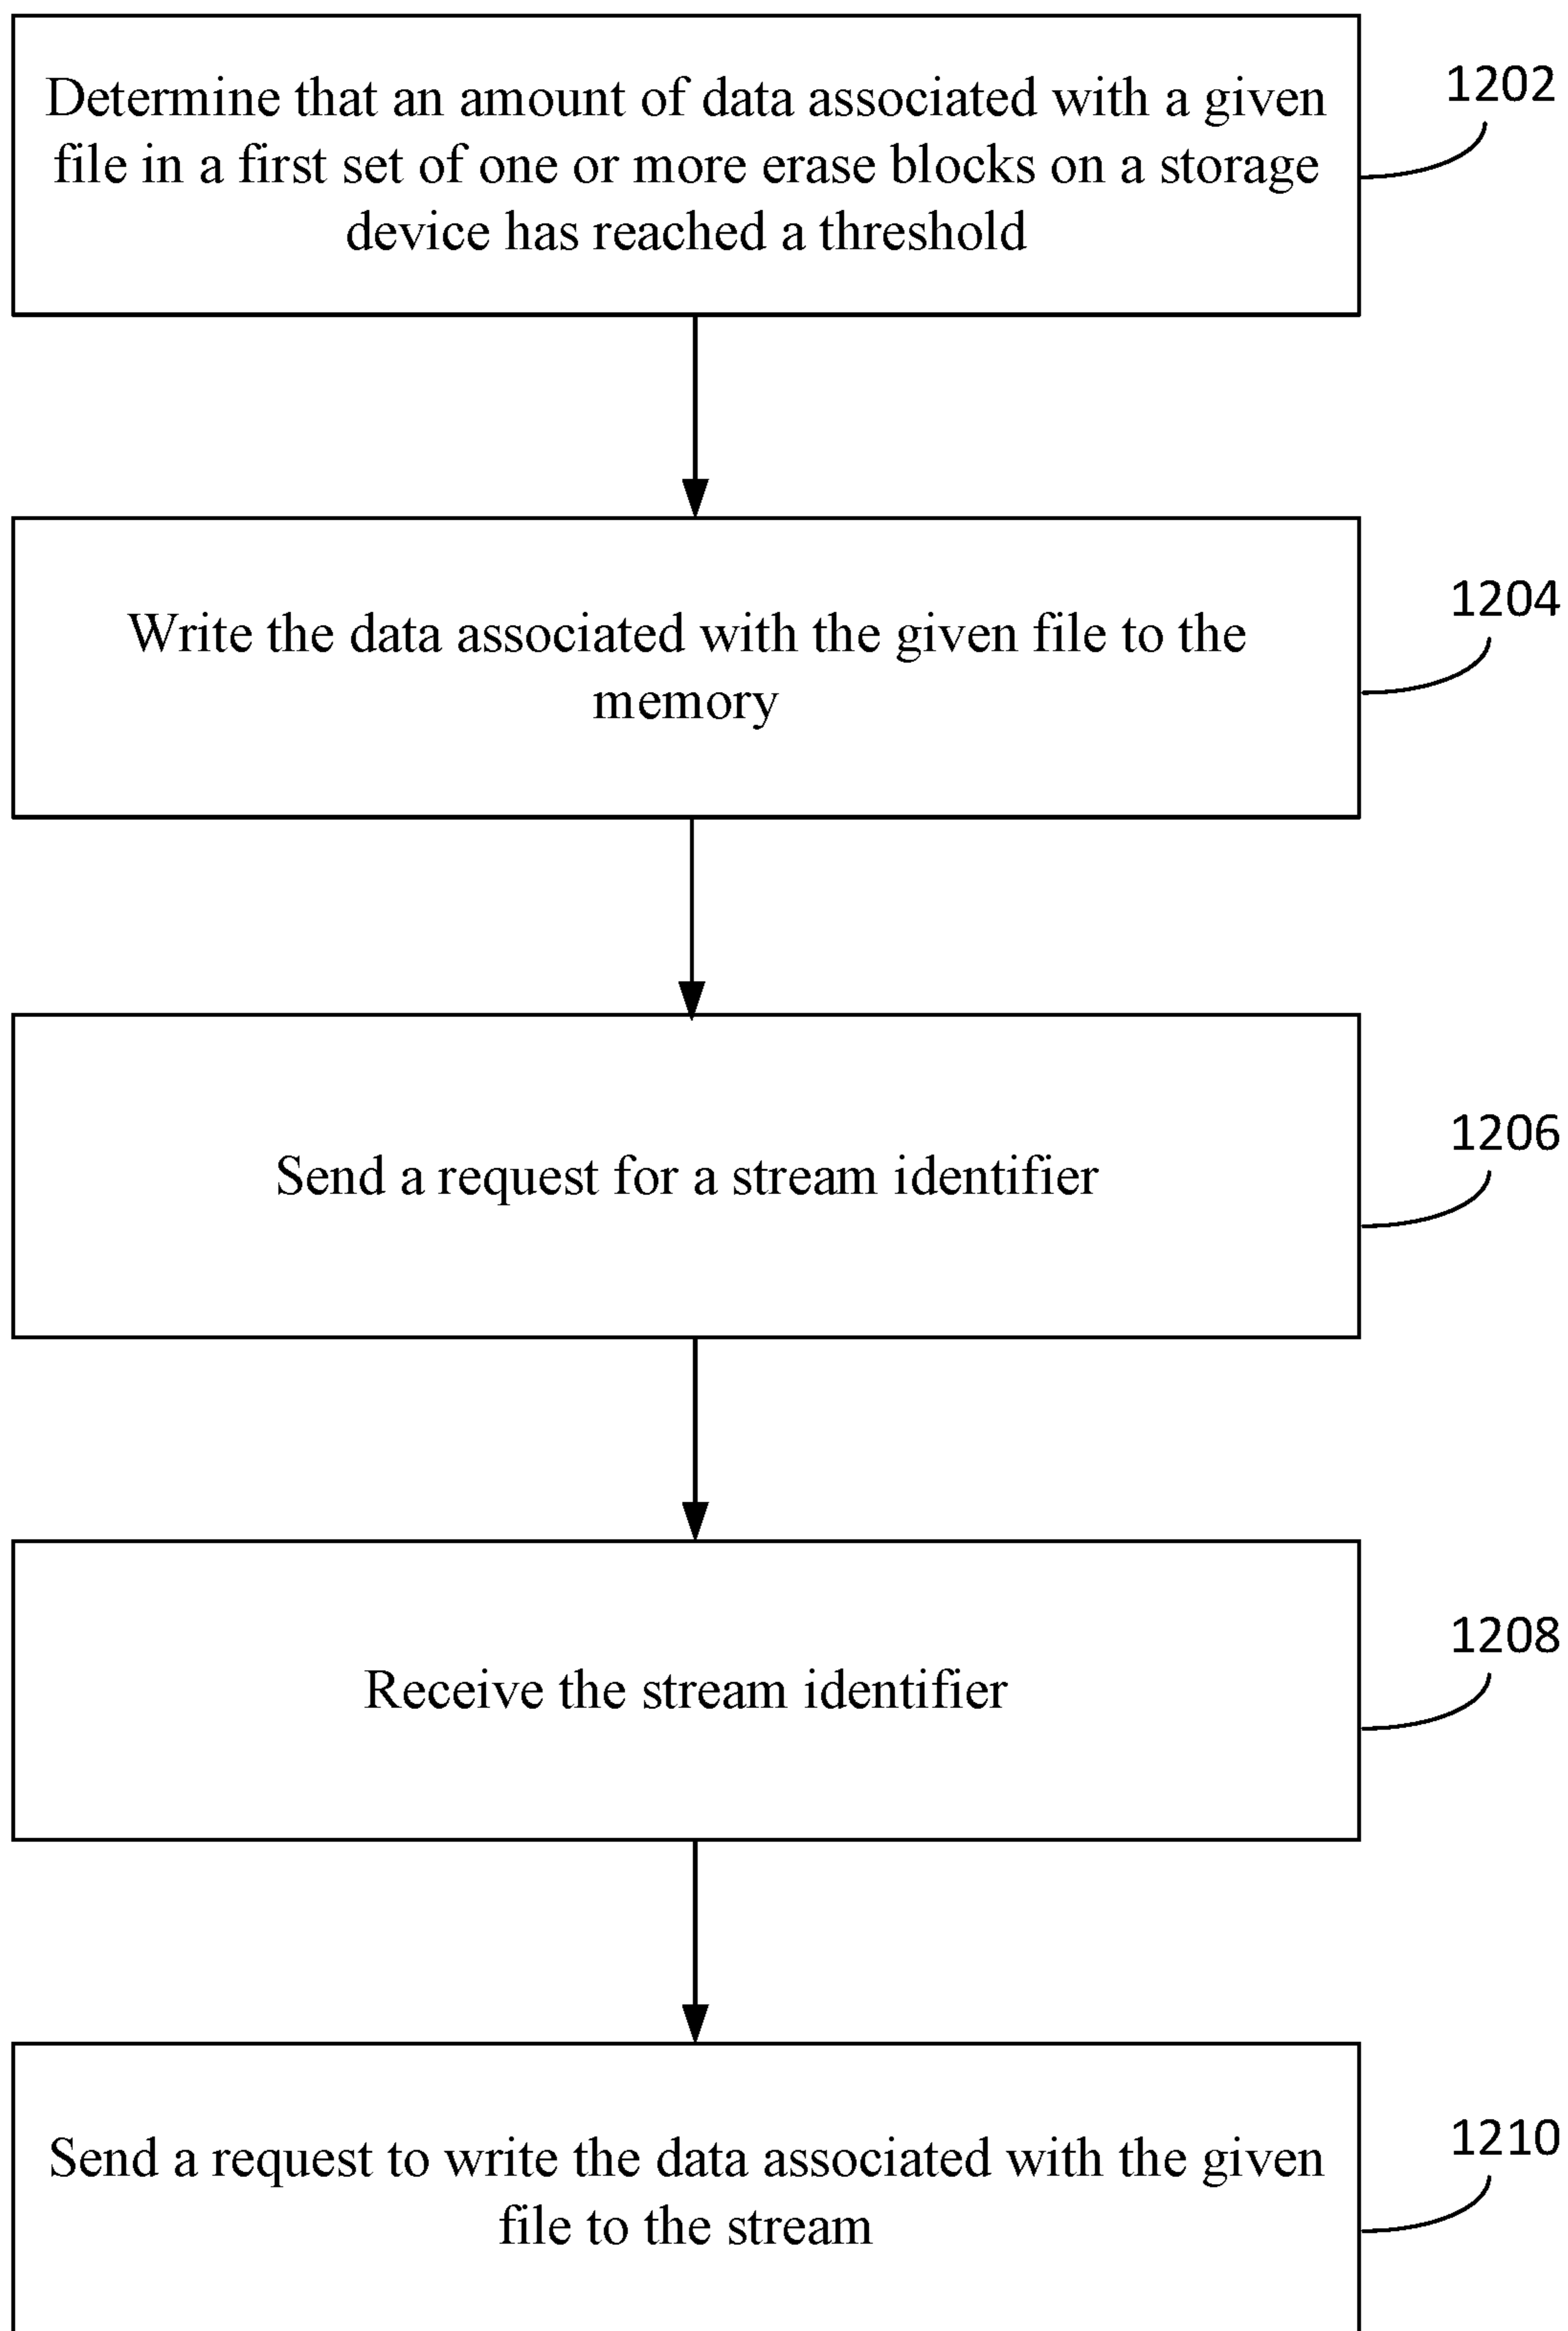 Determine that an amount of data associated with a given
file in a first set of one or more erase blocks on a storage
device has reached a threshold
1202
Write the data associated with the given file to the
memory
1204
Send a request for a stream identifier
1206
Receive the stream identifier
1208
Send a request to write the data associated with the given
file to the stream
1210